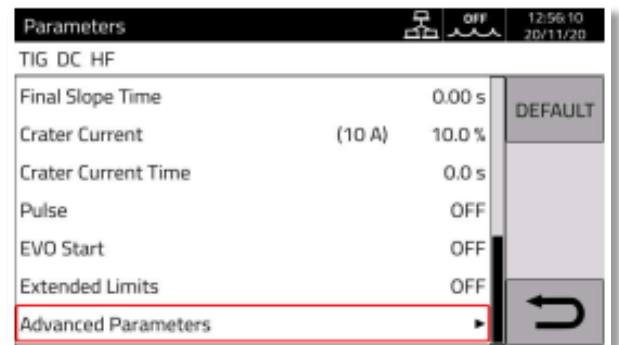 Parameters OFF 12:56:10
20/11/20
TIG DC HF
Final Slope Time 0.00 s
DEFAULT
Crater Current (10 A) 10.0 %
Crater Current Time 0.0 s
Pulse OFF
EVO Start OFF
Extended Limits OFF
Advanced Parameters ►